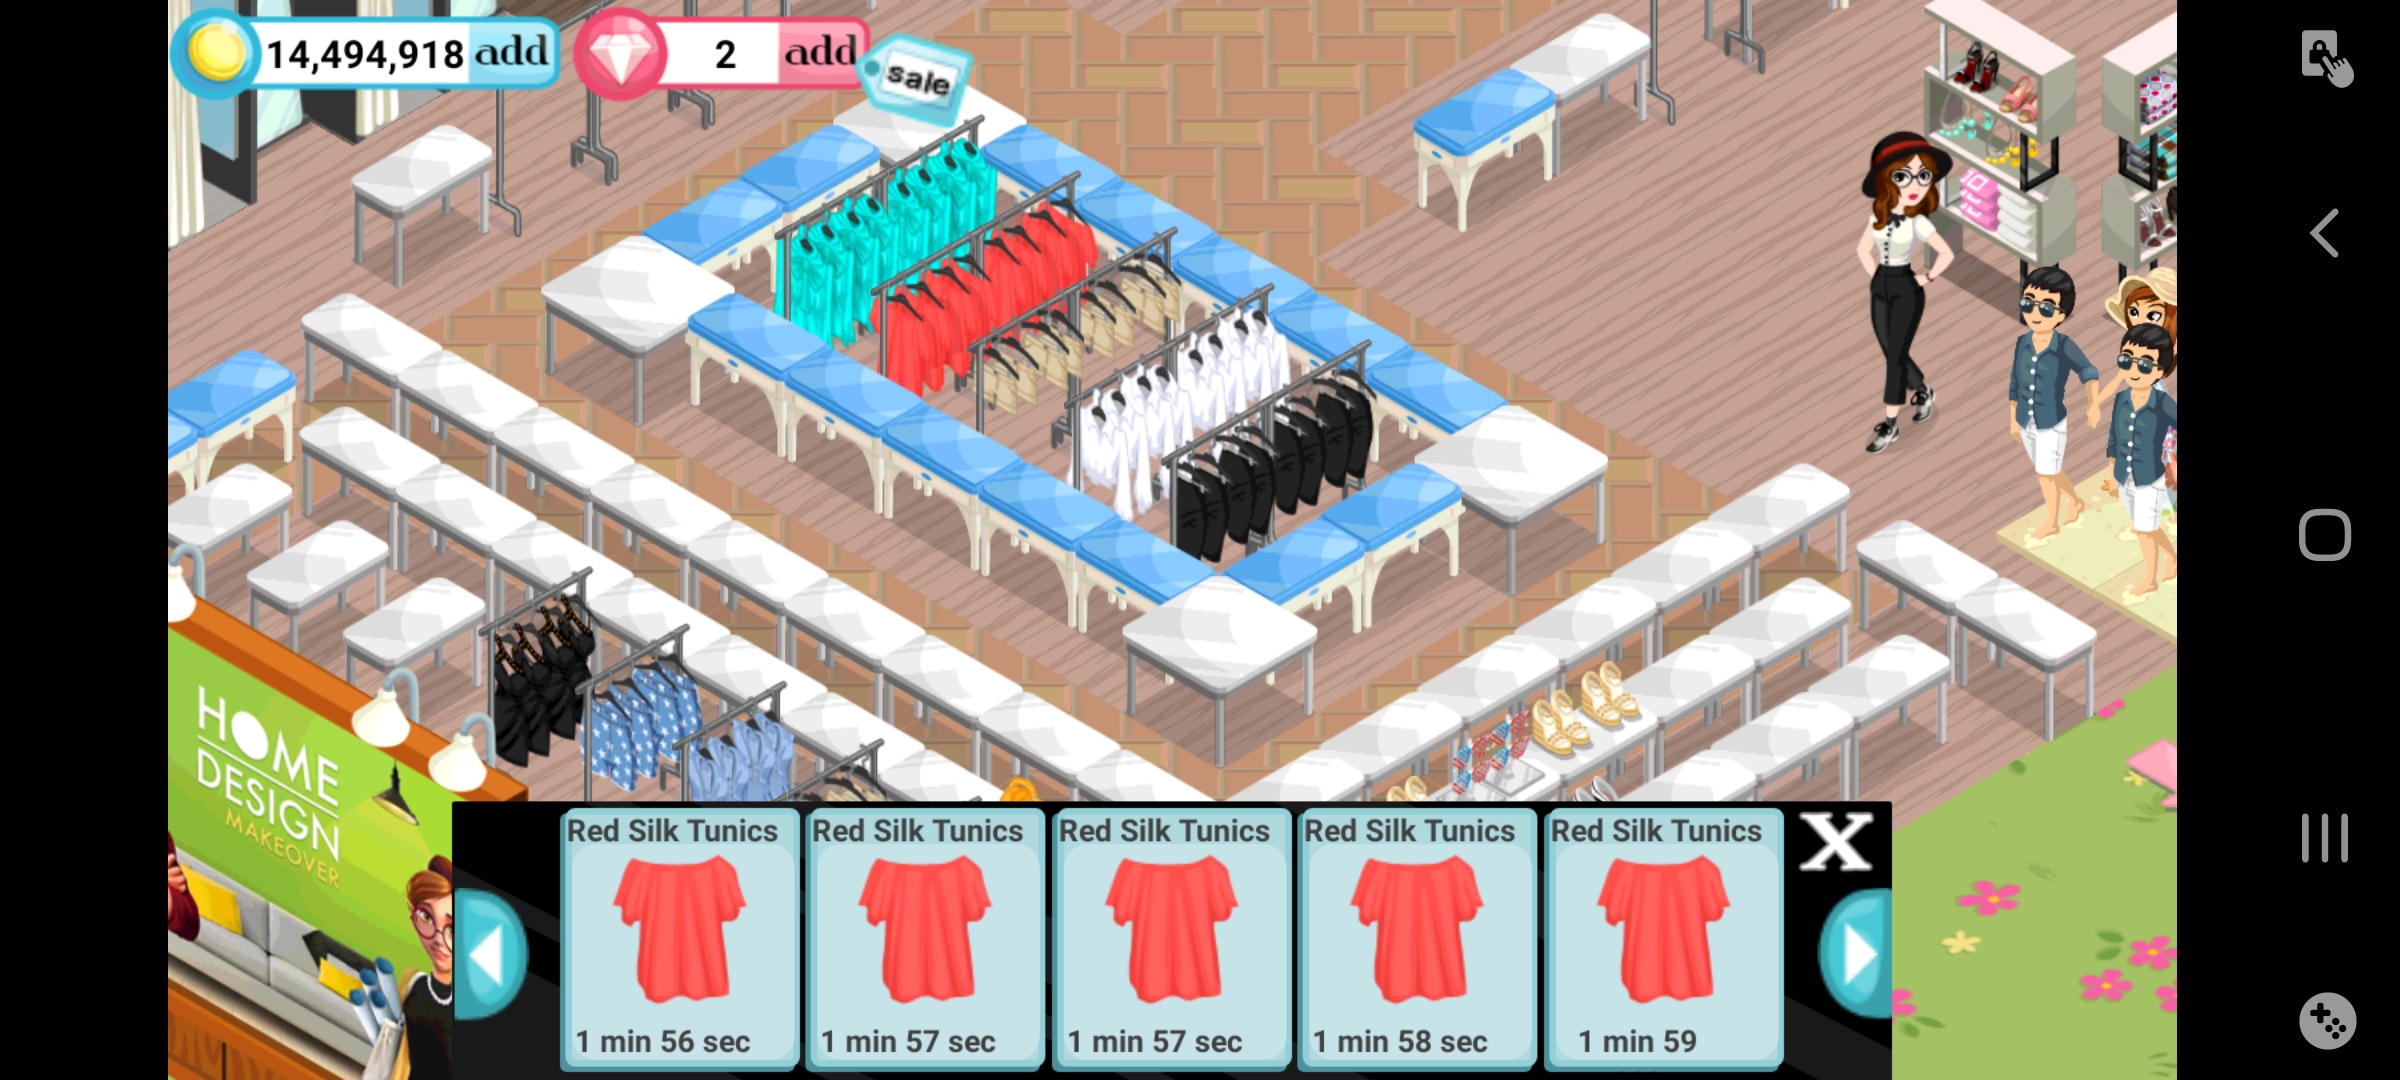 14,494,918 add
2 add
sale
HOME
DESIGN
MAKEOVER
Red Silk Tunics
1 min 56 sec
Red Silk Tunics
1 min 57 sec
Red Silk Tunics
1 min 57 sec
Red Silk Tunics
1 min 58 sec
Red Silk Tunics
1 min 59
X